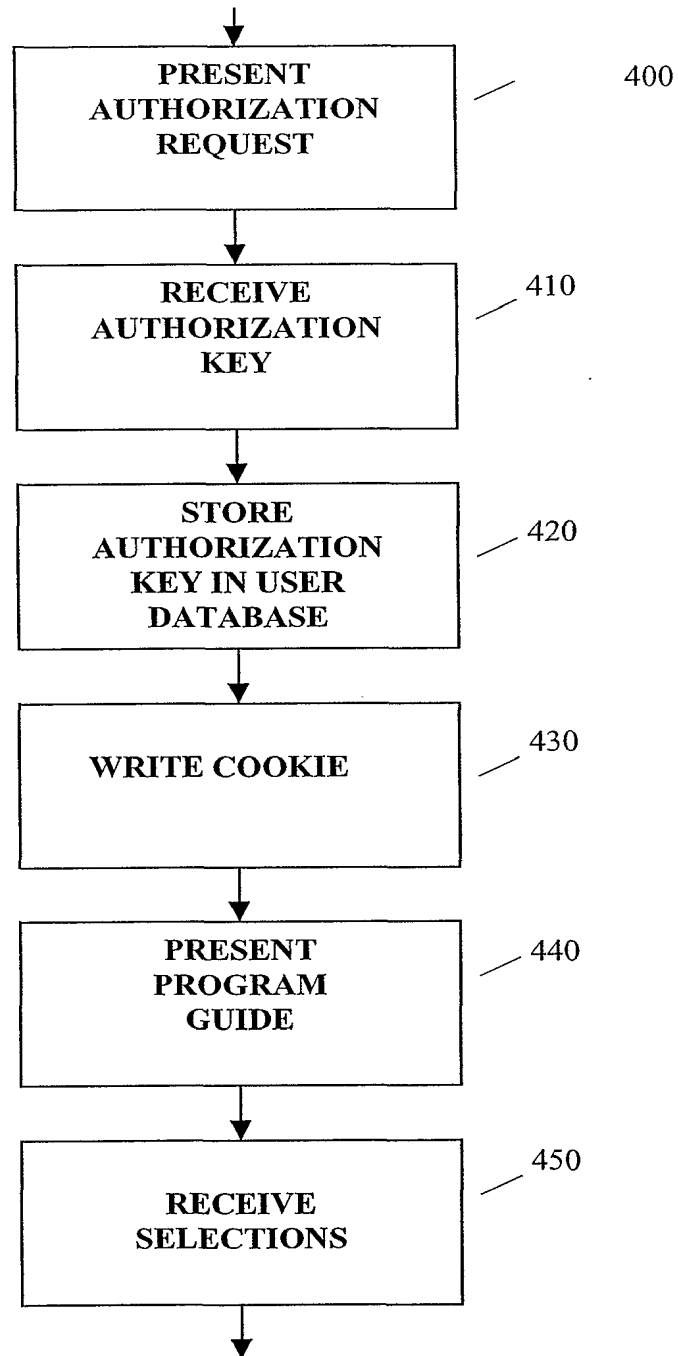 PRESENT
AUTHORIZATION
REQUEST
400
RECEIVE
AUTHORIZATION
KEY
410
STORE
AUTHORIZATION
KEY IN USER
DATABASE
420
WRITE COOKIE
430
PRESENT
PROGRAM
GUIDE
440
RECEIVE
SELECTIONS
450